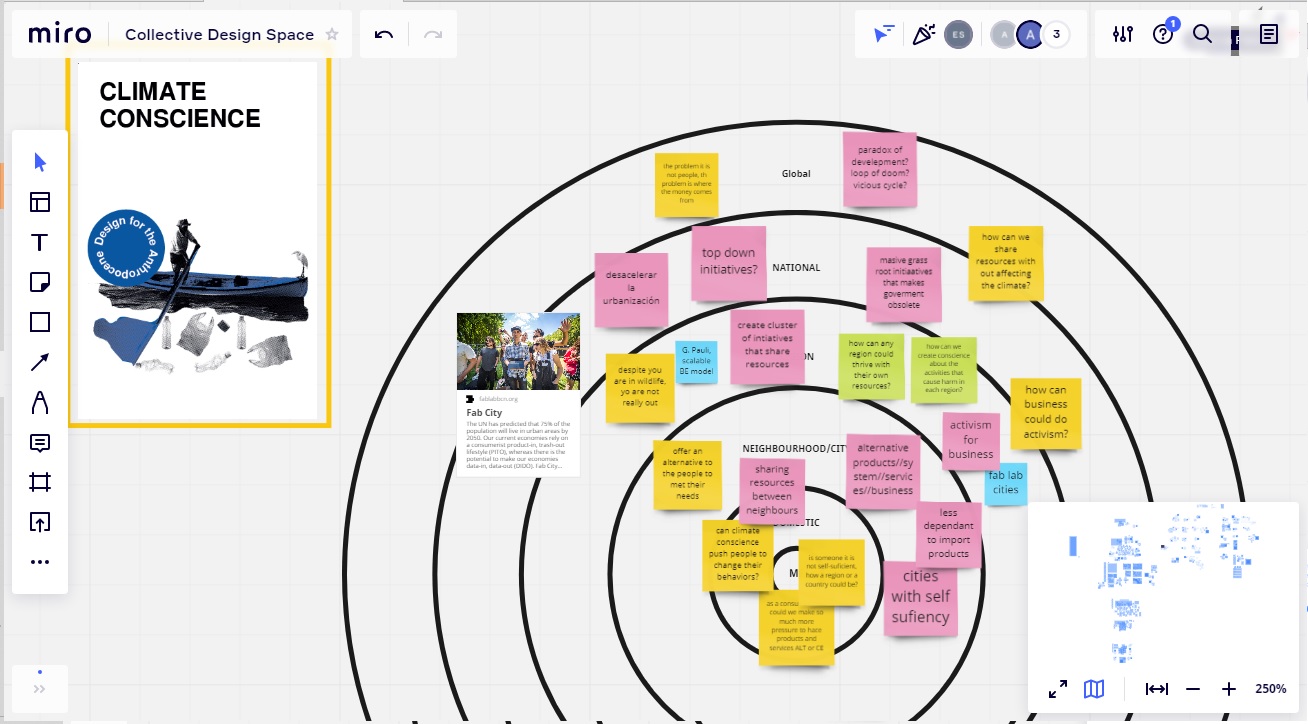 miro
Collective Design Space
ES
A
A
3
1
CLIMATE
CONSCIENCE
Design for the Anthropocene
T
Global
the problem it is
not people, th
problem is where
the money comes
from
paradox of
develepment?
loop of doom?
vicious cycle?
top down
initiatives?
NATIONAL
desacelerar
la
urbanización
masive grass
root initiaatives
that makes
goverment
obsolete
how can we
share
resources with
out affecting
the climate?
create cluster
of intiatives
that share
resources
ON
G. Pauli,
scalable
BE model
despite you
are in wildlife,
yo are not
really out
how can any
region could
thrive with
their own
resources?
how can we
create conscience
about the
activities that
cause harm in
each region?
how can
business
could do
activism?
fablabbcn.org
Fab City
The UN has predicted that 75% of the
population will live in urban areas by
2050. Our current economies rely on
a consumerist product-in, trash-out
lifestyle (PITO), whereas there is the
potential to make our economies
data-in, data-out (DIDO). Fab City...
NEIGHBOURHOOD/CIT
activism
for
business
fab lab
cities
offer an
alternative to
the people to
met their
needs
sharing
resources
between
neighbours
alternative
products//sy
stem//servic
es//business
less
dependant
to import
products
can climate
conscience
push people to
change their
behaviors?
is someone it is
not self-suficient,
how a region or a
country could be?
M
cities
with self
sufiency
as a consu
could we make so
much more
pressure to hace
products and
services ALT or CE
250%